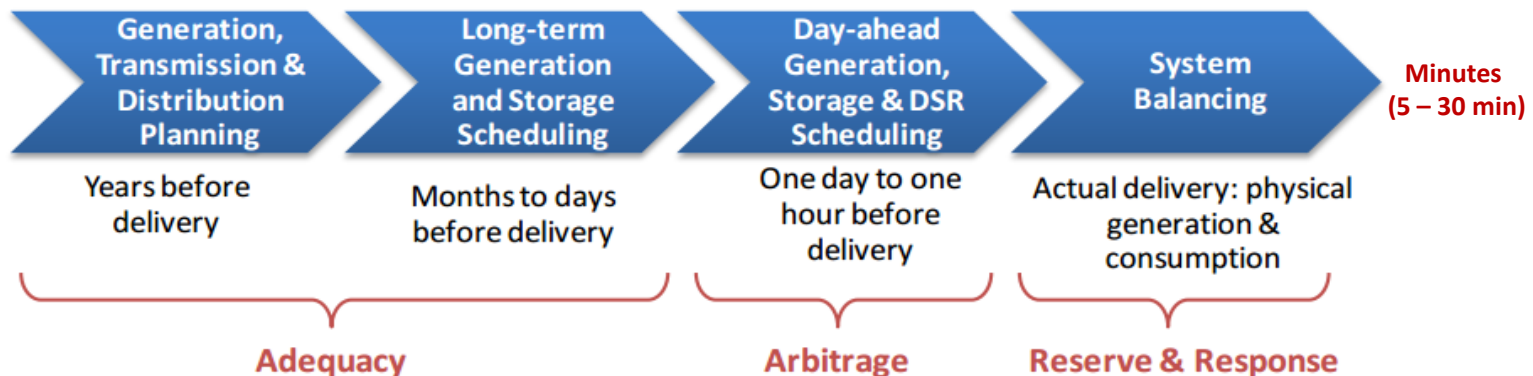 Generation,
Transmission &
Distribution
Planning
Long-term
Generation
and Storage
Scheduling
Day-ahead
Generation,
Storage & DSR
Scheduling
System
Balancing
Minutes
(5 – 30 min)
Years before
delivery
Months to days
before delivery
One day to one
hour before
delivery
Actual delivery: physical
generation &
consumption
Adequacy
Arbitrage
Reserve & Response